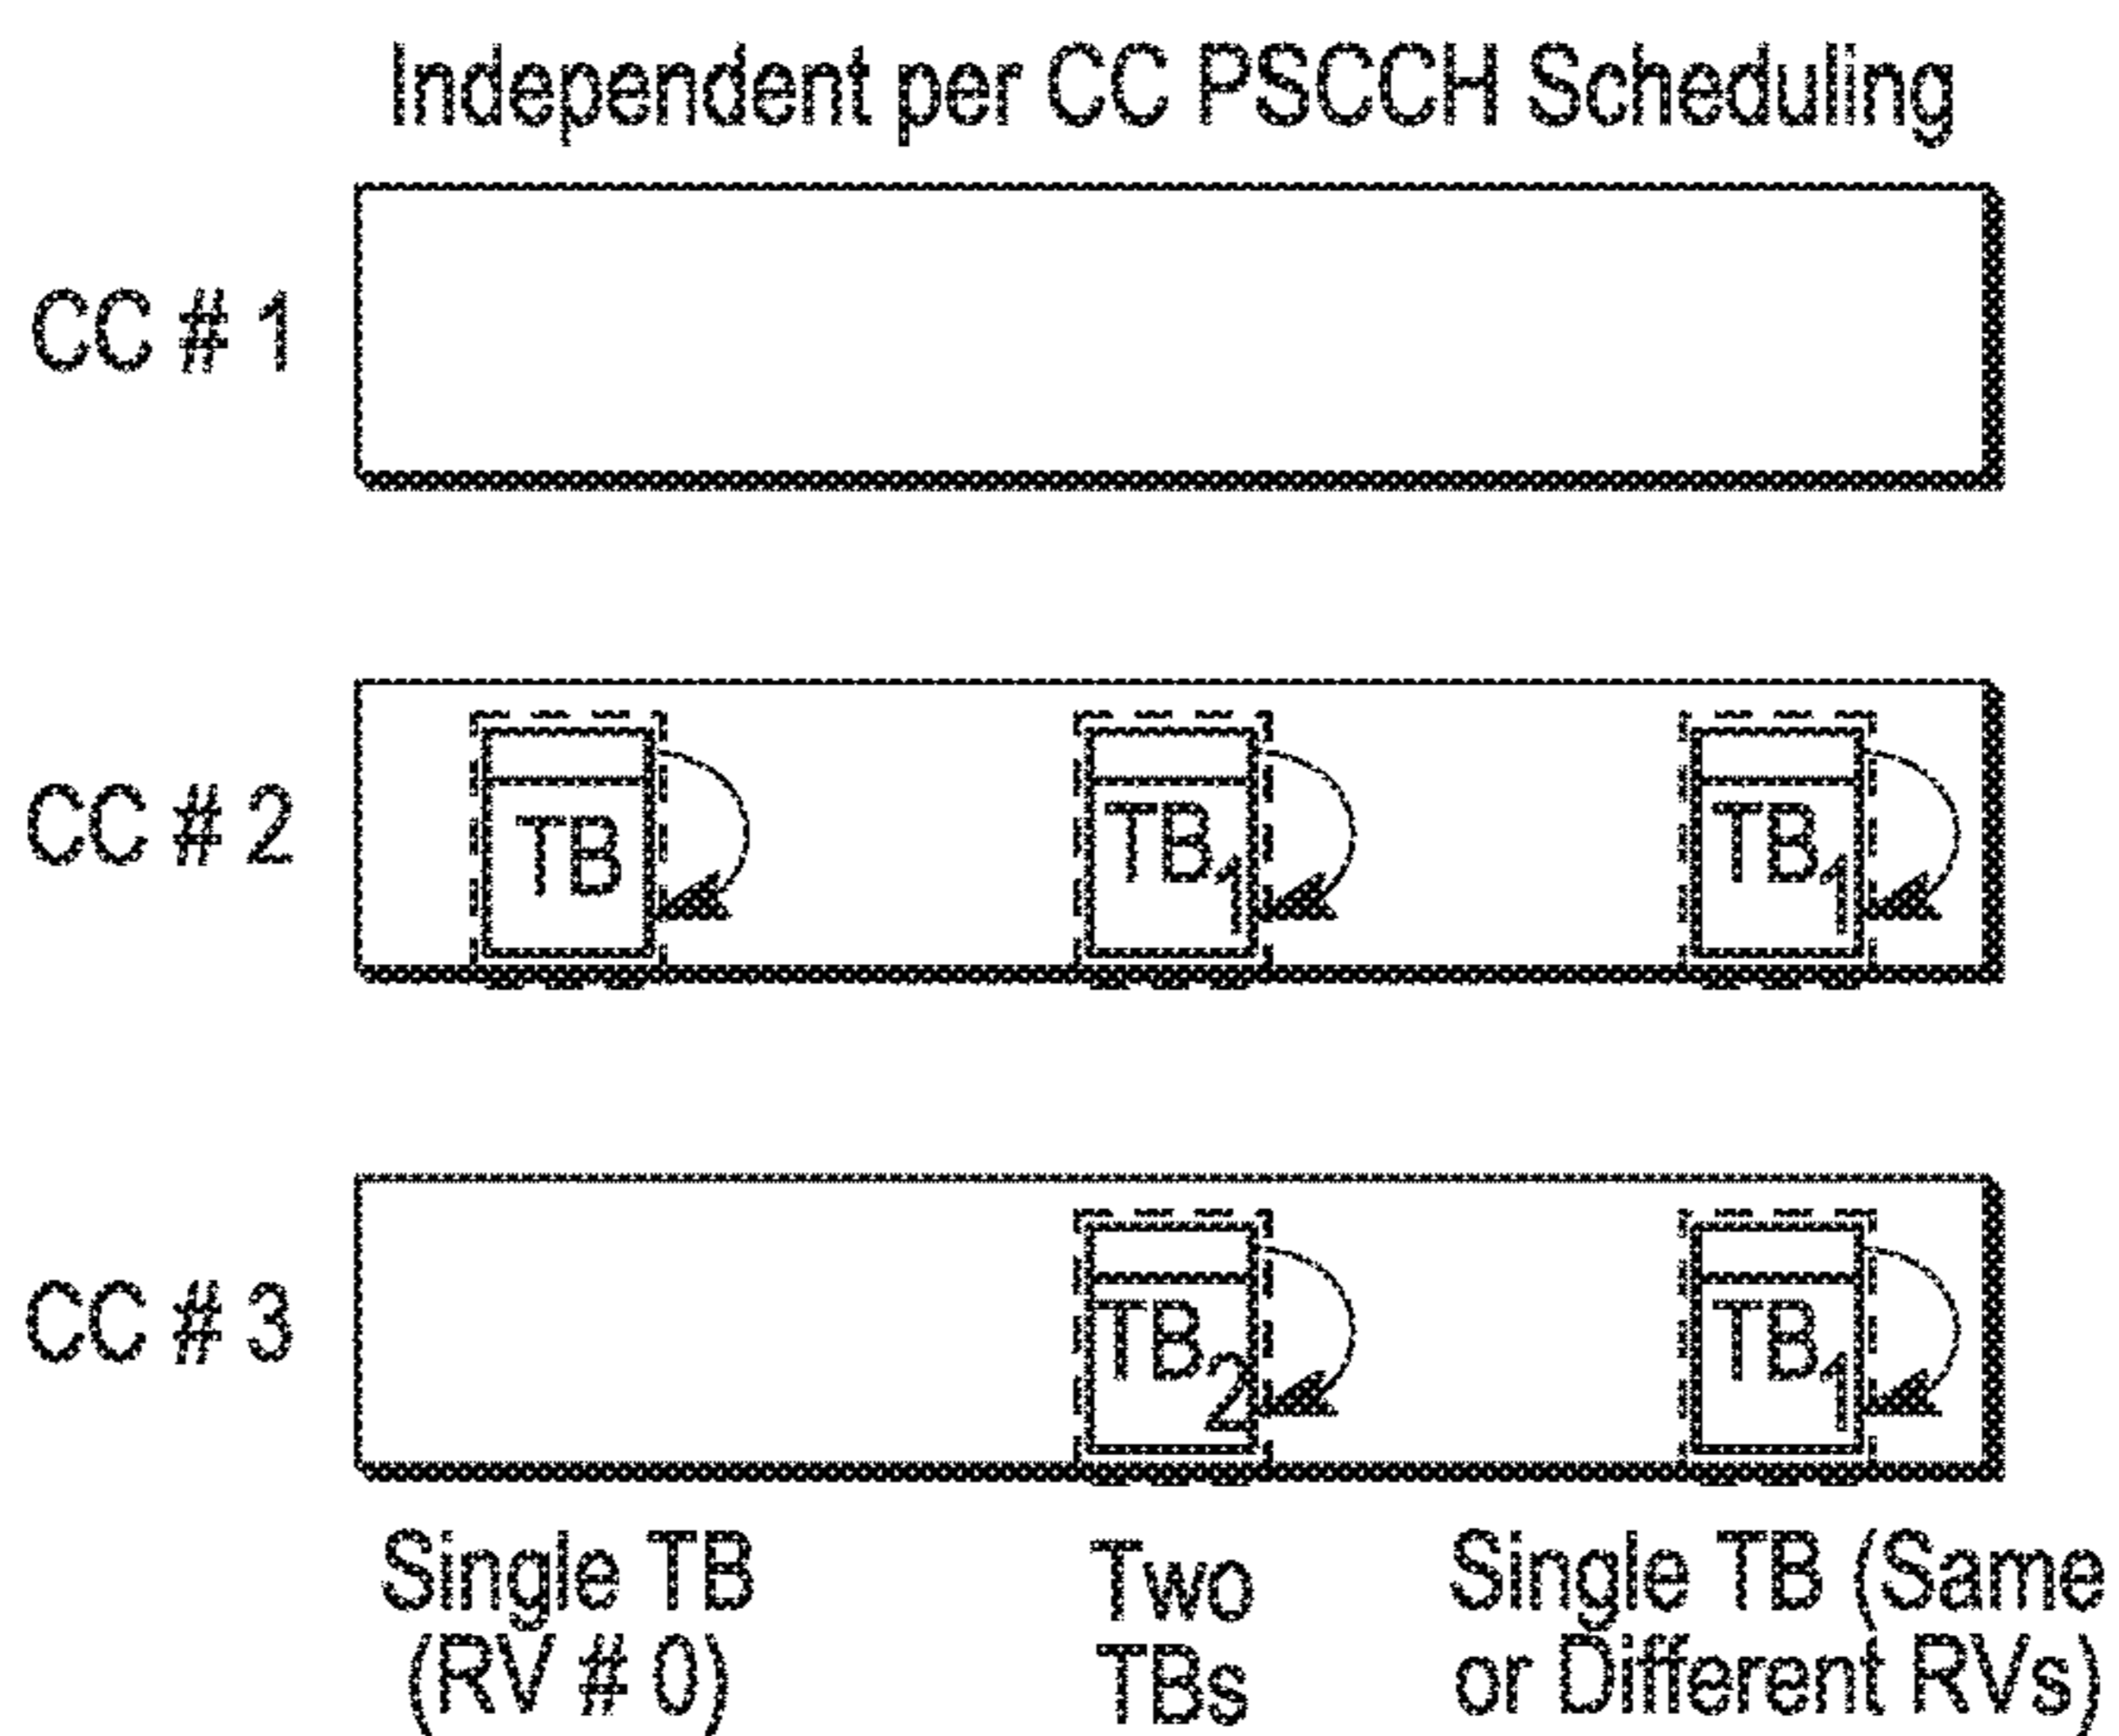 Independent per CC PSCCH Scheduling
CC # 1
CC # 2
TB
TB1
TB1
CC # 3
TB2
TB1
Single TB
(RV # 0)
Two
TBs
Single TB (Same
or Different RVs)